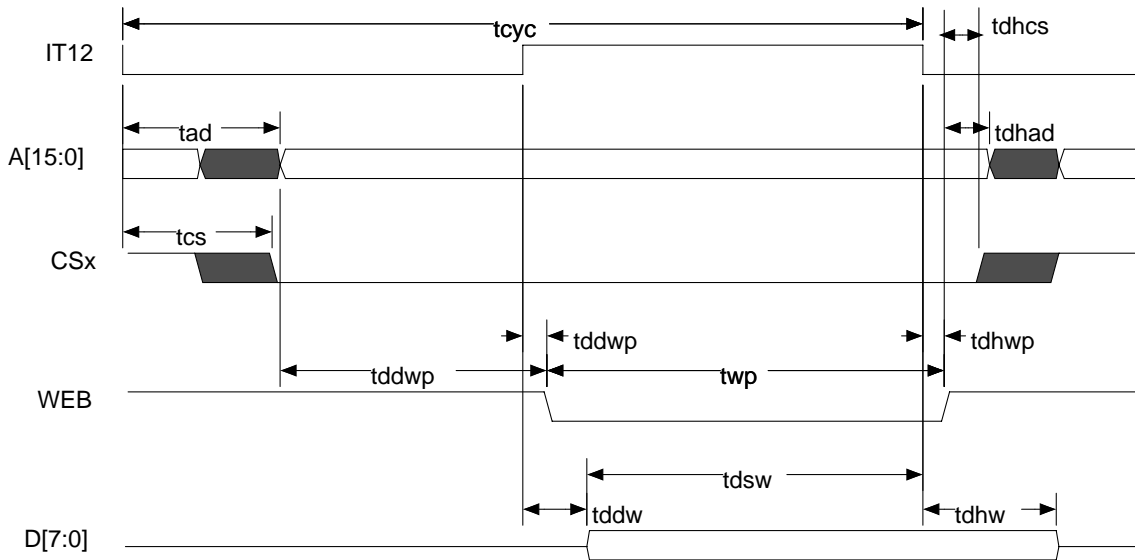 tcyc
tdhcs
IT12
tad
tdhad
A[15:0]
tcs
CSx
tddwp
tdhwp
tddwp
twp
WEB
tdsw
tddw
tdhw
D[7:0]